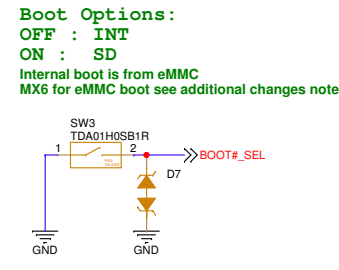 Boot Options:
OFF : INT
ON : SD
Internal boot is from eMMC
MX6 for eMMC boot see additional changes note
SW3
TDA01H0SB1R
1 2
BOOT#_SEL
D7
GND GND